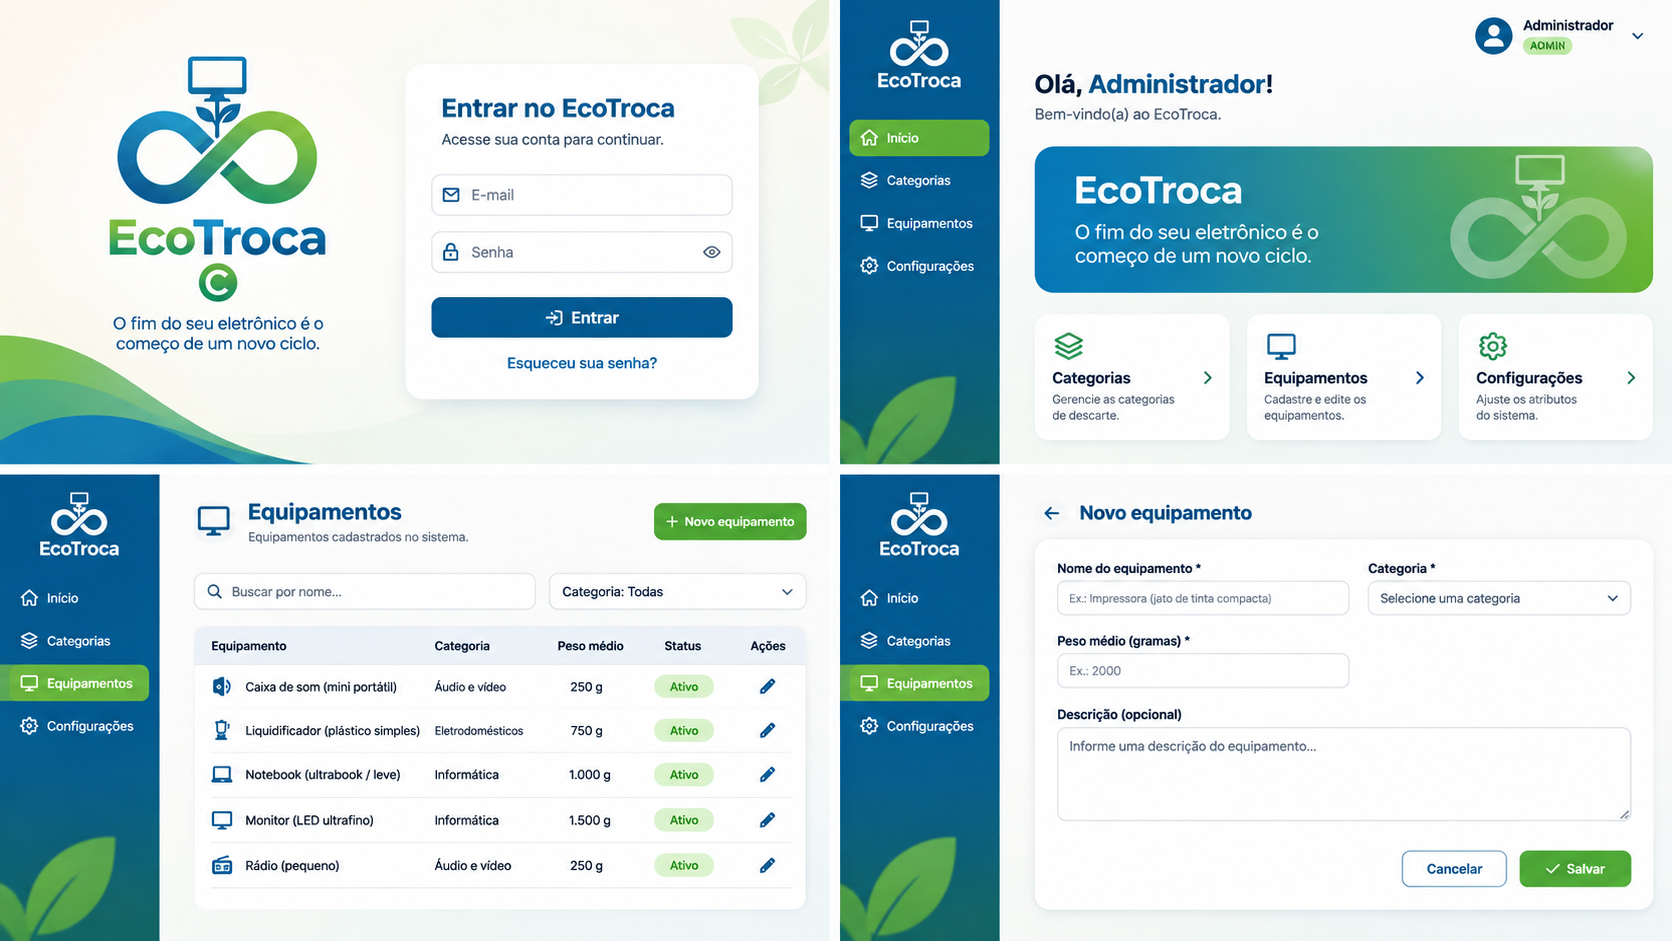 EcoTroca
C
O fim do seu eletrônico é o
começo de um novo ciclo.
Entrar no EcoTroca
Acesse sua conta para continuar.
E-mail
Senha
Entrar
Esqueceu sua senha?
EcoTroca
Início
Categorias
Equipamentos
Configurações
Administrador
ADMIN
Olá, Administrador!
Bem-vindo(a) ao EcoTroca.
EcoTroca
O fim do seu eletrônico é o
começo de um novo ciclo.
Categorias
Gerencie as categorias
de descarte.
Equipamentos
Cadastre e edite os
equipamentos.
Configurações
Ajuste os atributos
do sistema.
EcoTroca
Início
Categorias
Equipamentos
Configurações
Equipamentos
Equipamentos cadastrados no sistema.
+ Novo equipamento
Buscar por nome...
Categoria: Todas
Equipamento Categoria Peso médio Status Ações
Caixa de som (mini portátil) Áudio e vídeo 250 g Ativo
Liquidificador (plástico simples) Eletrodomésticos 750 g Ativo
Notebook (ultrabook / leve) Informática 1.000 g Ativo
Monitor (LED ultrafino) Informática 1.500 g Ativo
Rádio (pequeno) Áudio e vídeo 250 g Ativo
EcoTroca
Início
Categorias
Equipamentos
Configurações
Novo equipamento
Nome do equipamento * Categoria *
Ex.: Impressora (jato de tinta compacta) Selecione uma categoria
Peso médio (gramas) *
Ex.: 2000
Descrição (opcional)
Informe uma descrição do equipamento...
Cancelar Salvar